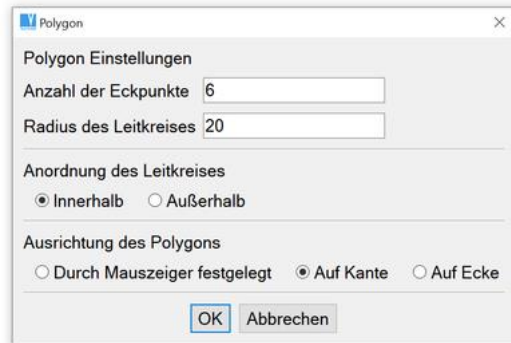 Polygon
Polygon Einstellungen
Anzahl der Eckpunkte 6
Radius des Leitkreises 20
Anordnung des Leitkreises
Innerhalb Außerhalb
Ausrichtung des Polygons
Durch Mauszeiger festgelegt Auf Kante Auf Ecke
OK Abbrechen